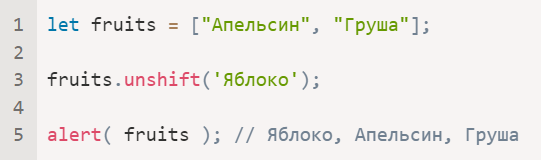 1 let fruits = ["Апельсин", "Груша"];
2
3 fruits.unshift('Яблоко');
4
5 alert( fruits ); // Яблоко, Апельсин, Груша